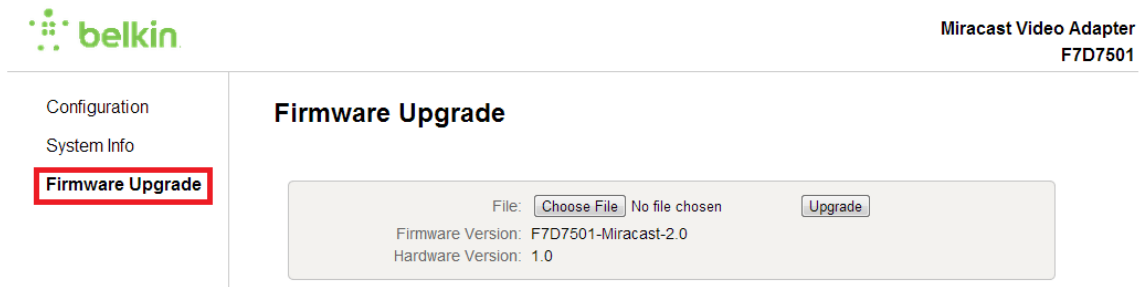 belkin
Miracast Video Adapter
F7D7501
Configuration
System Info
Firmware Upgrade
Firmware Upgrade
File: Choose File No file chosen Upgrade
Firmware Version: F7D7501-Miracast-2.0
Hardware Version: 1.0